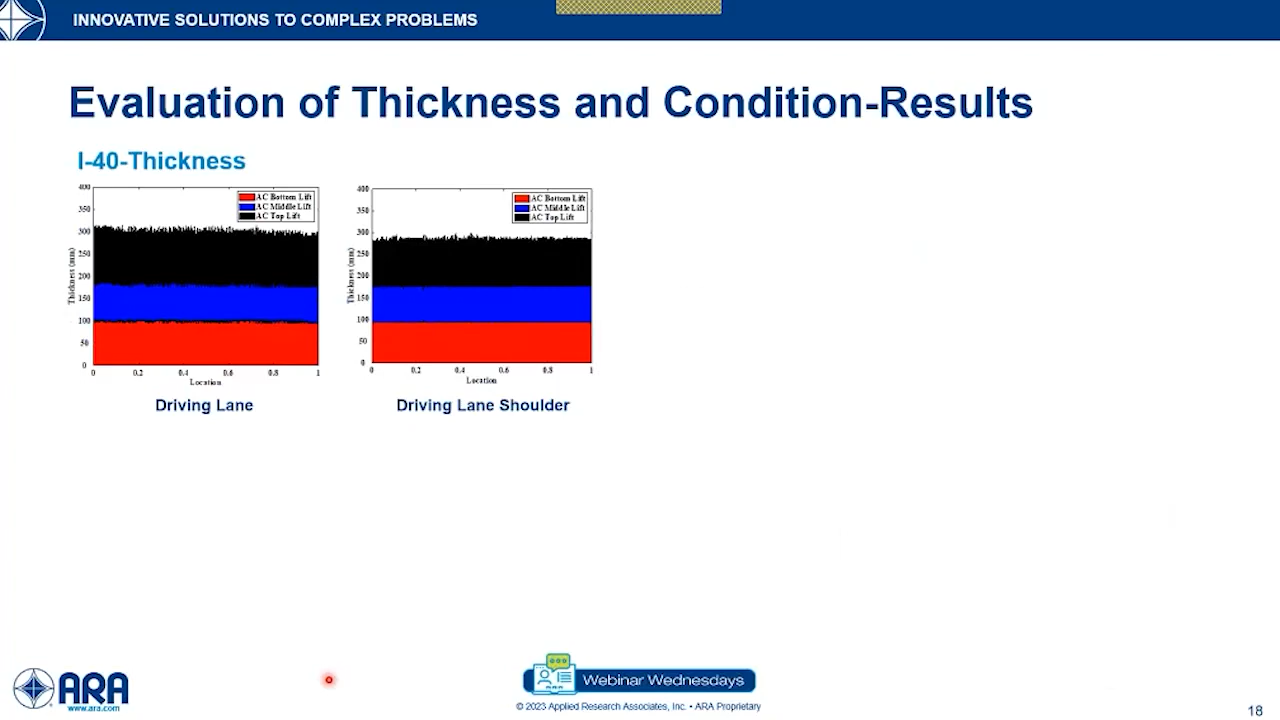 INNOVATIVE SOLUTIONS TO COMPLEX PROBLEMS
Evaluation of Thickness and Condition-Results
I-40-Thickness
400
350
300
250
200
150
100
50
0
Thickness (mm)
AC Bottom Lift
AC Middle Lift
AC Top Lift
0 0.2 0.4 0.6 0.8 1
Location
Driving Lane
400
350
300
250
200
150
100
50
0
Thickness (mm)
AC Bottom Lift
AC Middle Lift
AC Top Lift
0 0.2 0.4 0.6 0.8 1
Location
Driving Lane Shoulder
ARA
www.ara.com
ARA
Webinar Wednesdays
© 2023 Applied Research Associates, Inc. • ARA Proprietary
18